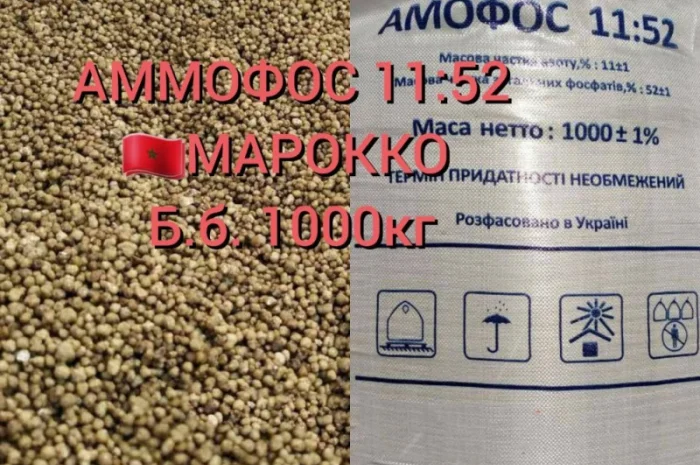 АМОФОС 11:52
Масова частка азоту,% : 11±1
Масова фосфатів,% : 52±1
Маса нетто : 1000± 1%
ТЕРМІН ПРИДАТНОСТІ НЕОБМЕЖЕНИЙ
Розфасовано в Україні
АММОФОС 11:52
🇲🇦МАРОККО
Б.б. 1000кг